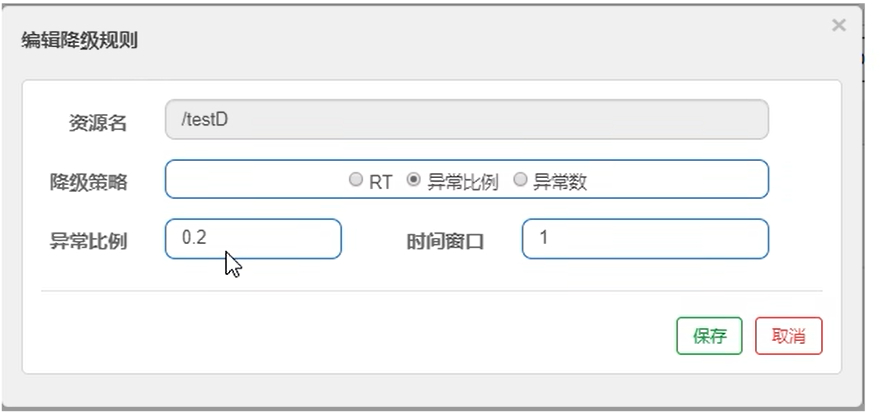 编辑降级规则
×
资源名 /testD
降级策略 RT 异常比例 异常数
异常比例 0.2 时间窗口 1
保存 取消